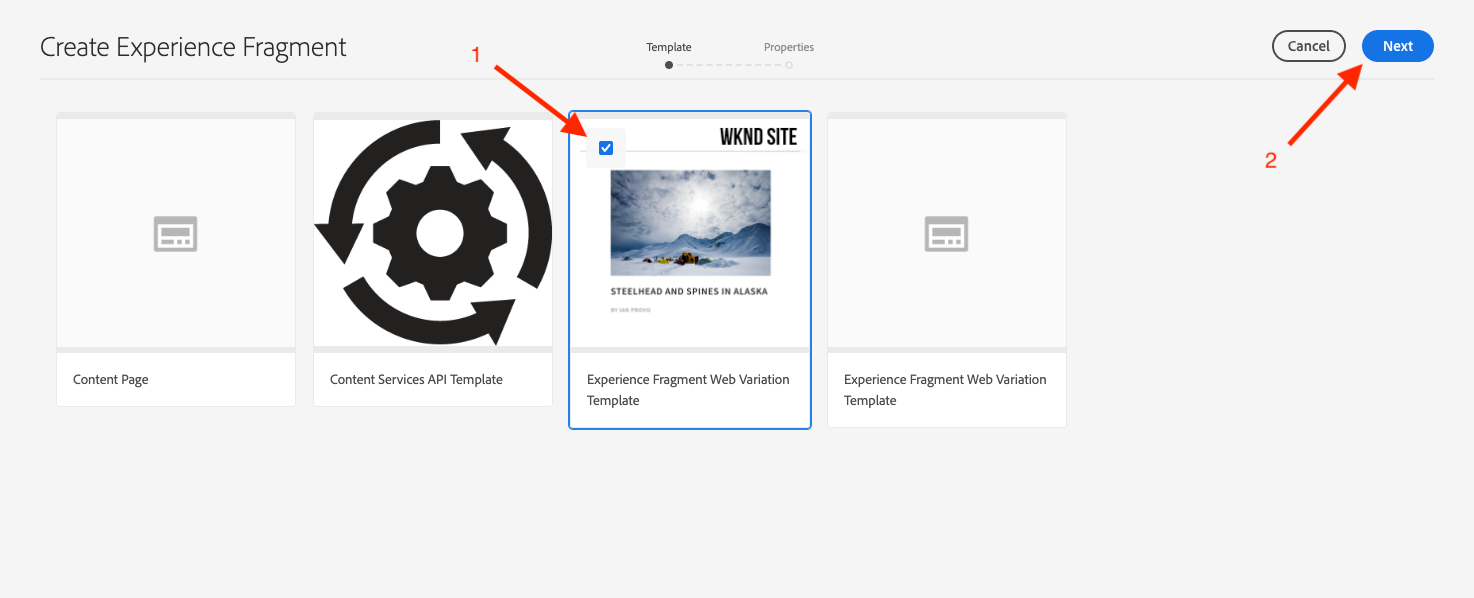 Create Experience Fragment
1
Template
Properties
Cancel
Next
2
WKND SITE
STEELHEAD AND SPINES IN ALASKA
BY IAN PROVO
Content Page
Content Services API Template
Experience Fragment Web Variation
Template
Experience Fragment Web Variation
Template